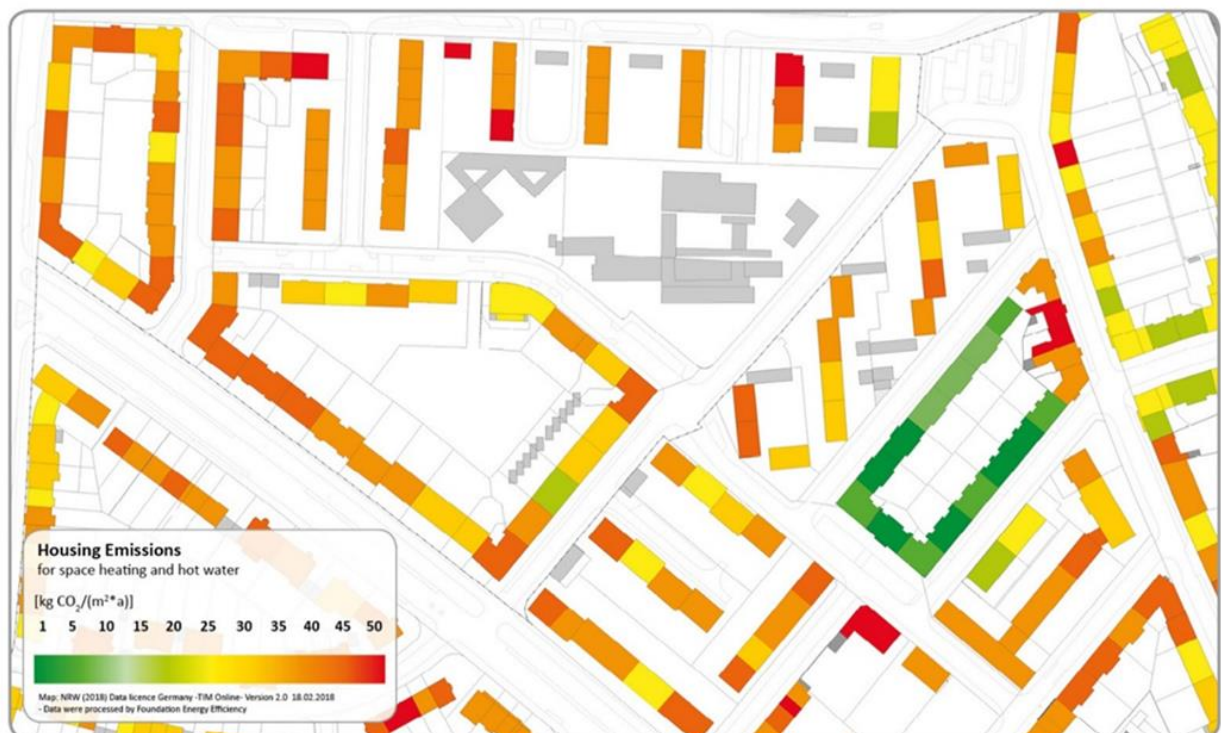 Housing Emissions
for space heating and hot water
[kg CO₂/(m²*a)]
1 5 10 15 20 25 30 35 40 45 50
Map: NRW (2018) Data licence Germany -TIM Online- Version 2.0 18.02.2018
- Data were processed by Foundation Energy Efficiency